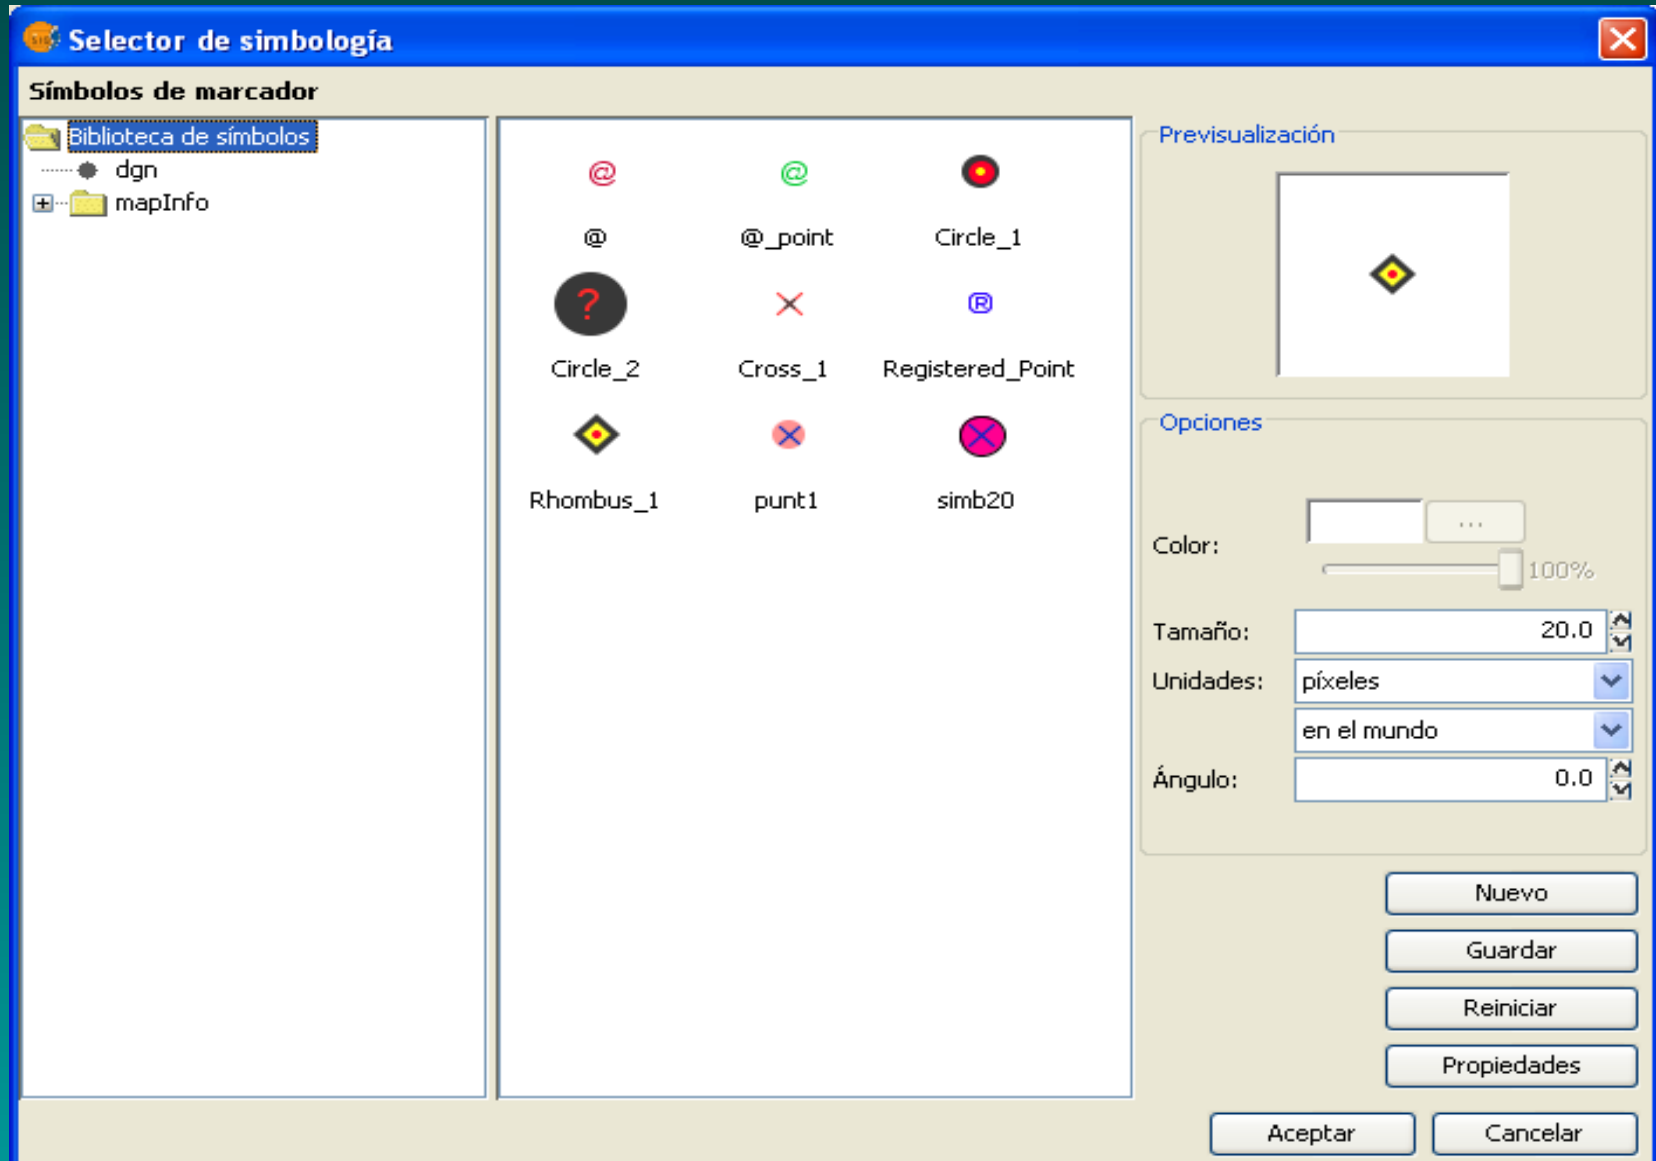 Selector de simbología
Símbolos de marcador
Biblioteca de símbolos
dgn
mapInfo
@ @ 
@ @_point Circle_1
? ®
Circle_2 Cross_1 Registered_Point
Rhombus_1 punt1 simb20
Previsualización
Opciones
Color: ...
100%
Tamaño: 20.0
Unidades: píxeles
en el mundo
Ángulo: 0.0
Nuevo
Guardar
Reiniciar
Propiedades
Aceptar Cancelar